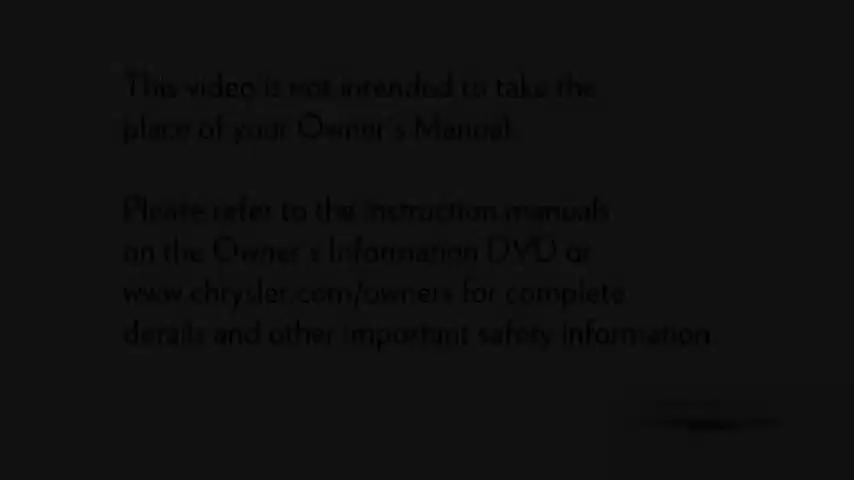 This video is not intended to take the
place of your Owner's Manual.
Please refer to the instruction manuals
on the Owner's Information DVD or
www.chrysler.com/owners for complete
details and other important safety information.